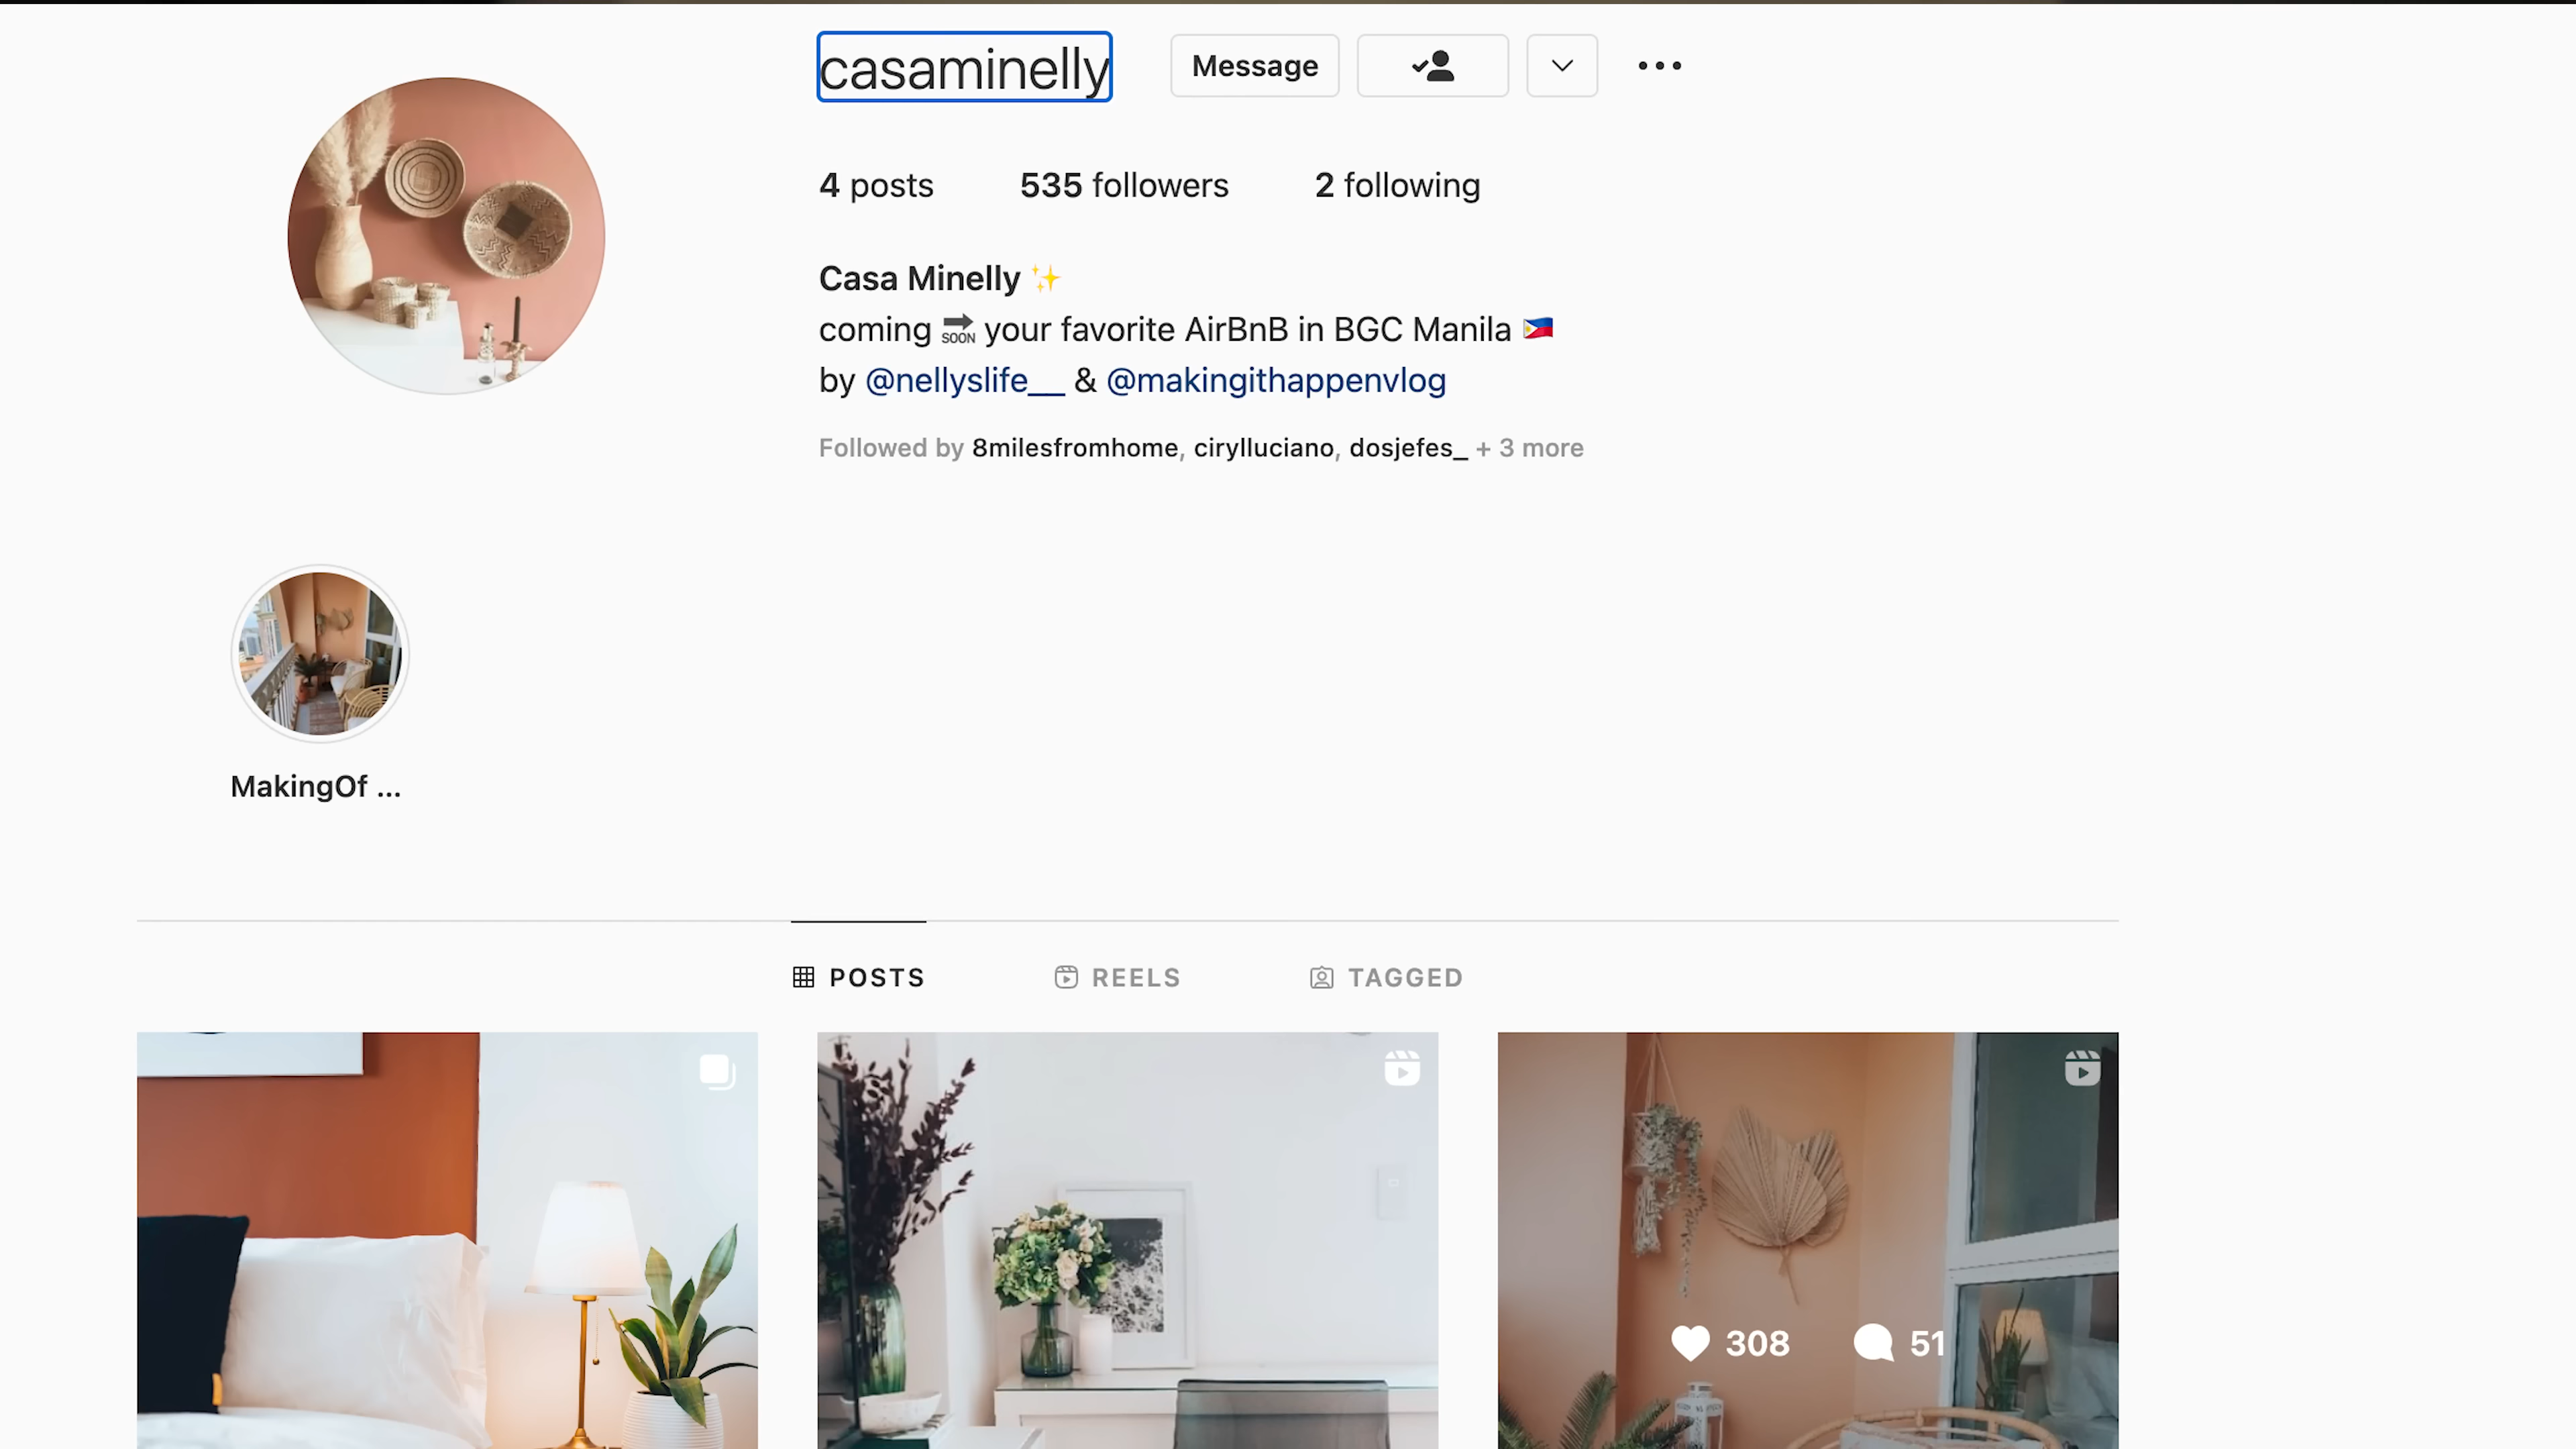 casaminelly
Message
4 posts
535 followers
2 following
Casa Minelly ✨
coming 🔜 your favorite AirBnB in BGC Manila 🇵🇭
by @nellyslife__ & @makingithappenvlog
Followed by 8milesfromhome, cirylluciano, dosjefes_ + 3 more
MakingOf ...
POSTS
REELS
TAGGED
308
51